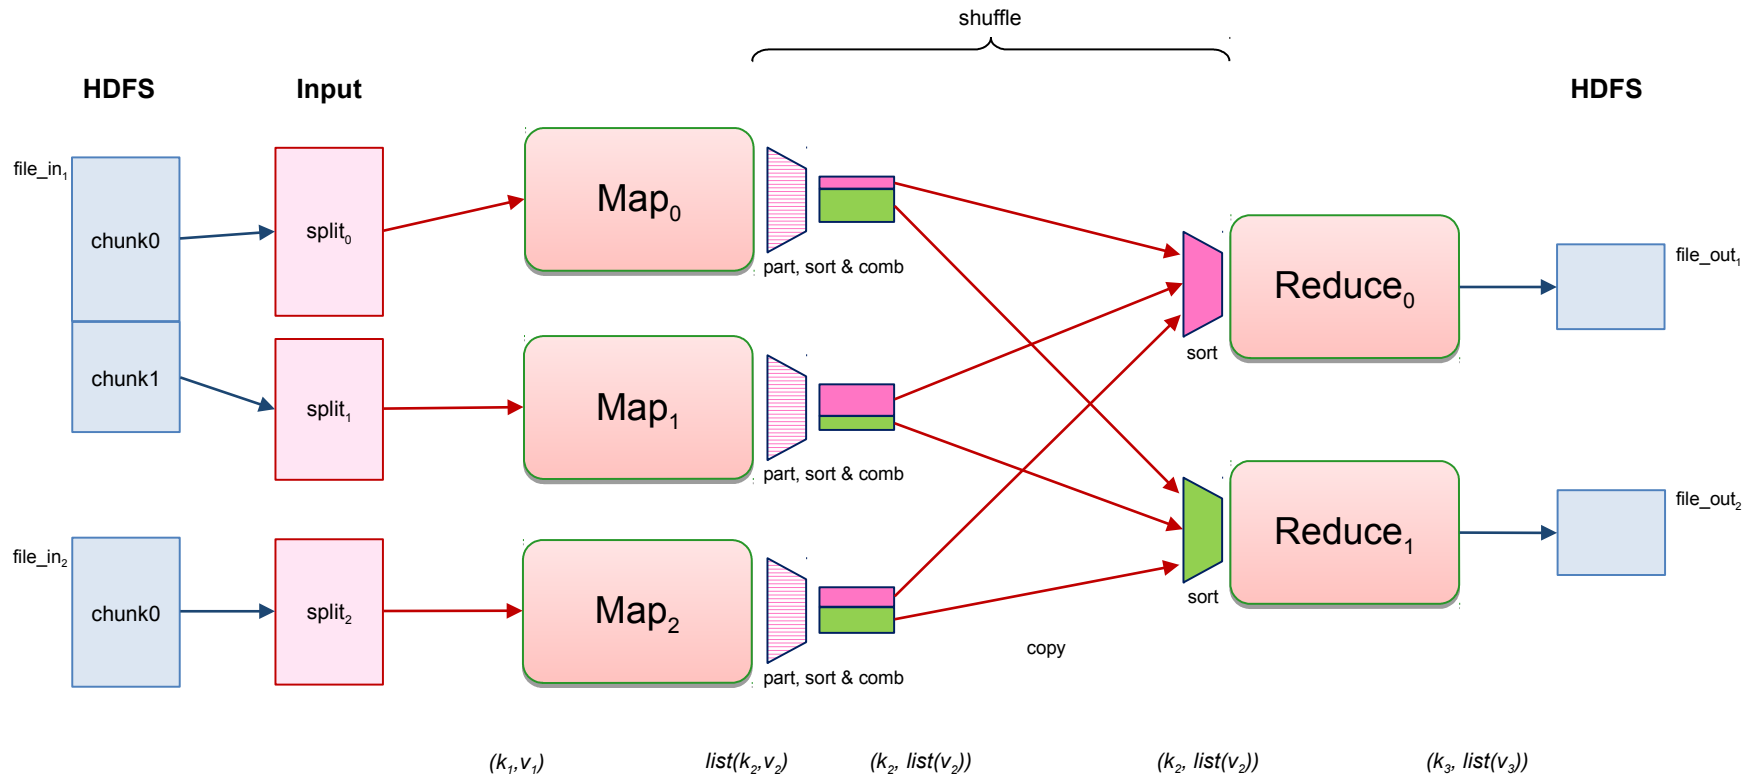 shuffle
HDFS
Input
HDFS
file_in₁
chunk0
split₀
Map₀
part, sort & comb
chunk1
split₁
Map₁
part, sort & comb
file_in₂
chunk0
split₂
Map₂
part, sort & comb
copy
sort
Reduce₀
file_out₁
sort
Reduce₁
file_out₂
(k₁,v₁)
list(k₂,v₂)
(k₂, list(v₂))
(k₂, list(v₂))
(k₃, list(v₃))